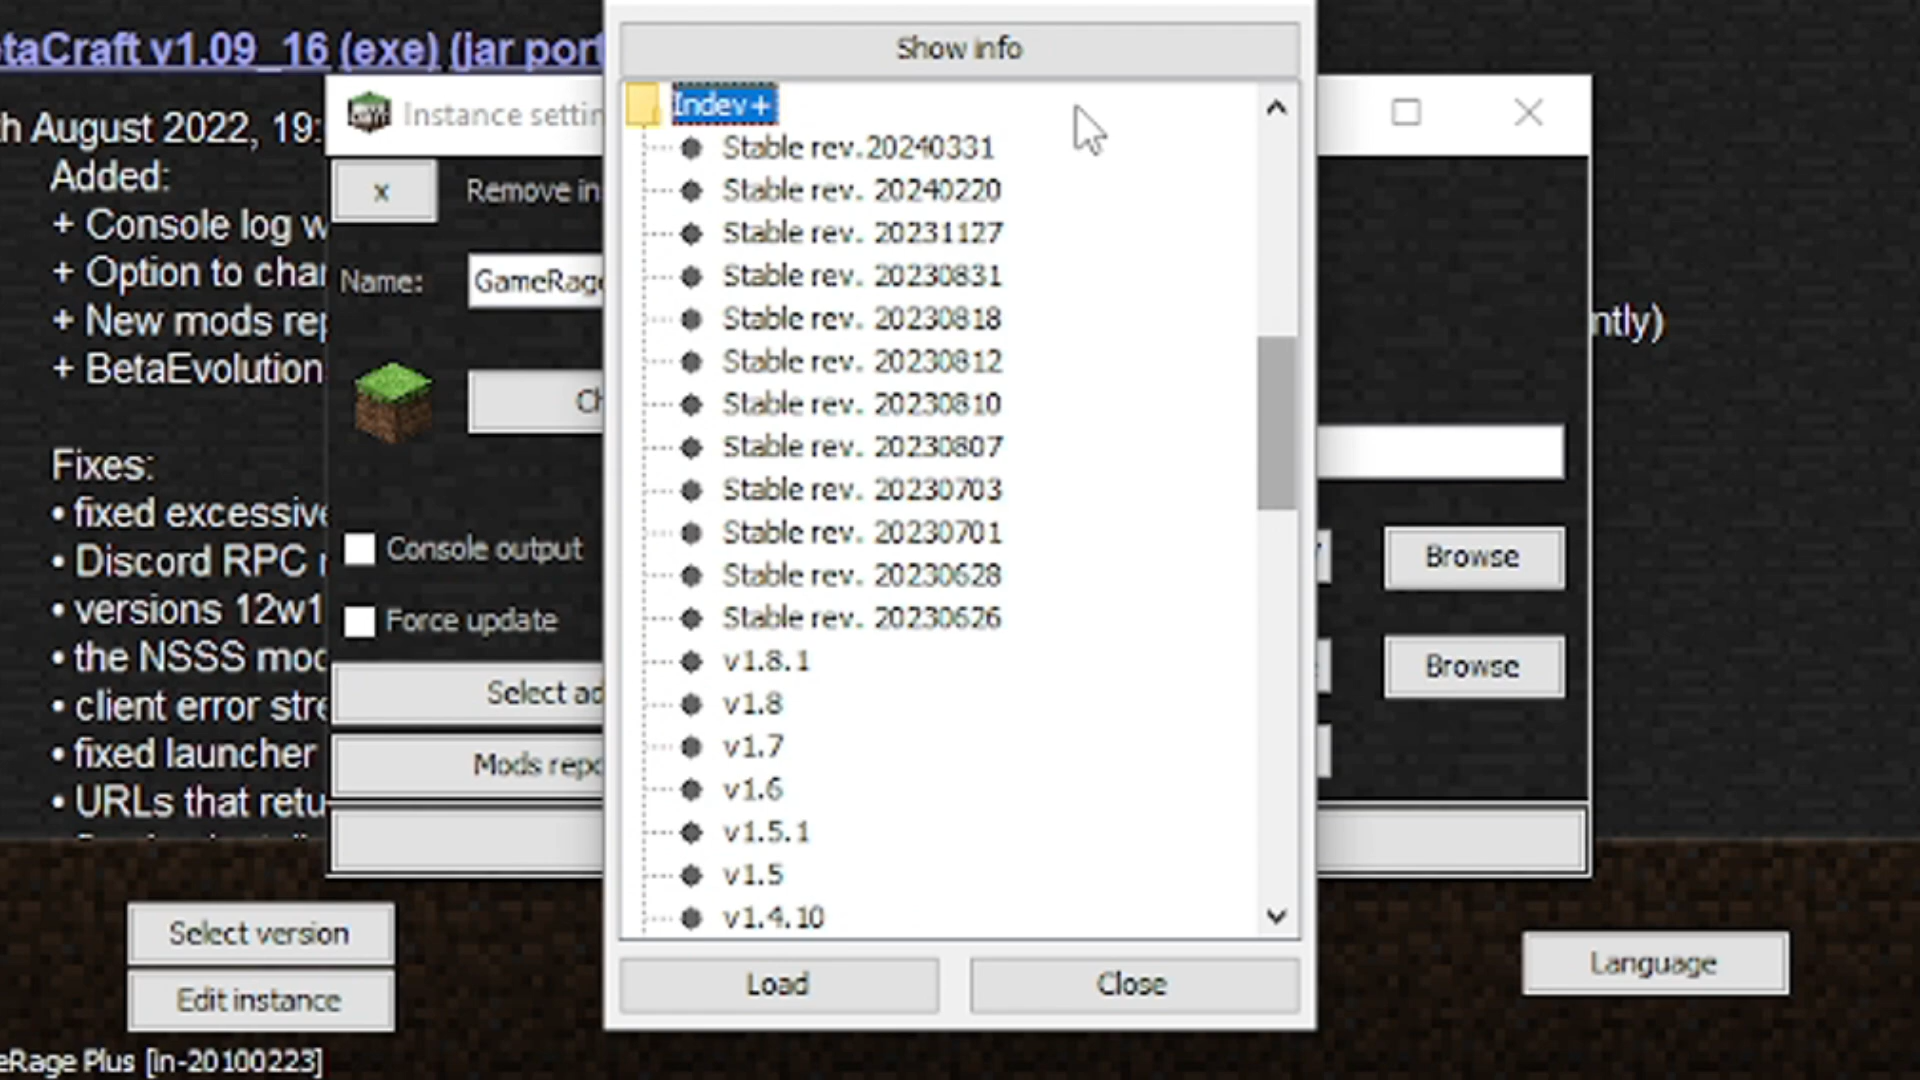 taCraft v1.09_16 (exe) (jar port
h August 2022, 19:
Added:
+ Console log w
+ Option to char
+ New mods rep
+ BetaEvolution
Fixes:
• fixed excessive
• Discord RPC
• versions 12w1
• the NSSS mod
• client error stre
• fixed launcher
• URLs that retu
Instance settin
x
Remove in
Name:
GameRage
Ch
Console output
Force update
Select ad
Mods repo
Show info
Indev+
Stable rev.20240331
Stable rev. 20240220
Stable rev. 20231127
Stable rev. 20230831
Stable rev. 20230818
Stable rev. 20230812
Stable rev. 20230810
Stable rev. 20230807
Stable rev. 20230703
Stable rev. 20230701
Stable rev. 20230628
Stable rev. 20230626
v1.8.1
v1.8
v1.7
v1.6
v1.5.1
v1.5
v1.4.10
Load
Close
ntly)
Browse
Browse
Select version
Edit instance
Language
eRage Plus [in-20100223]